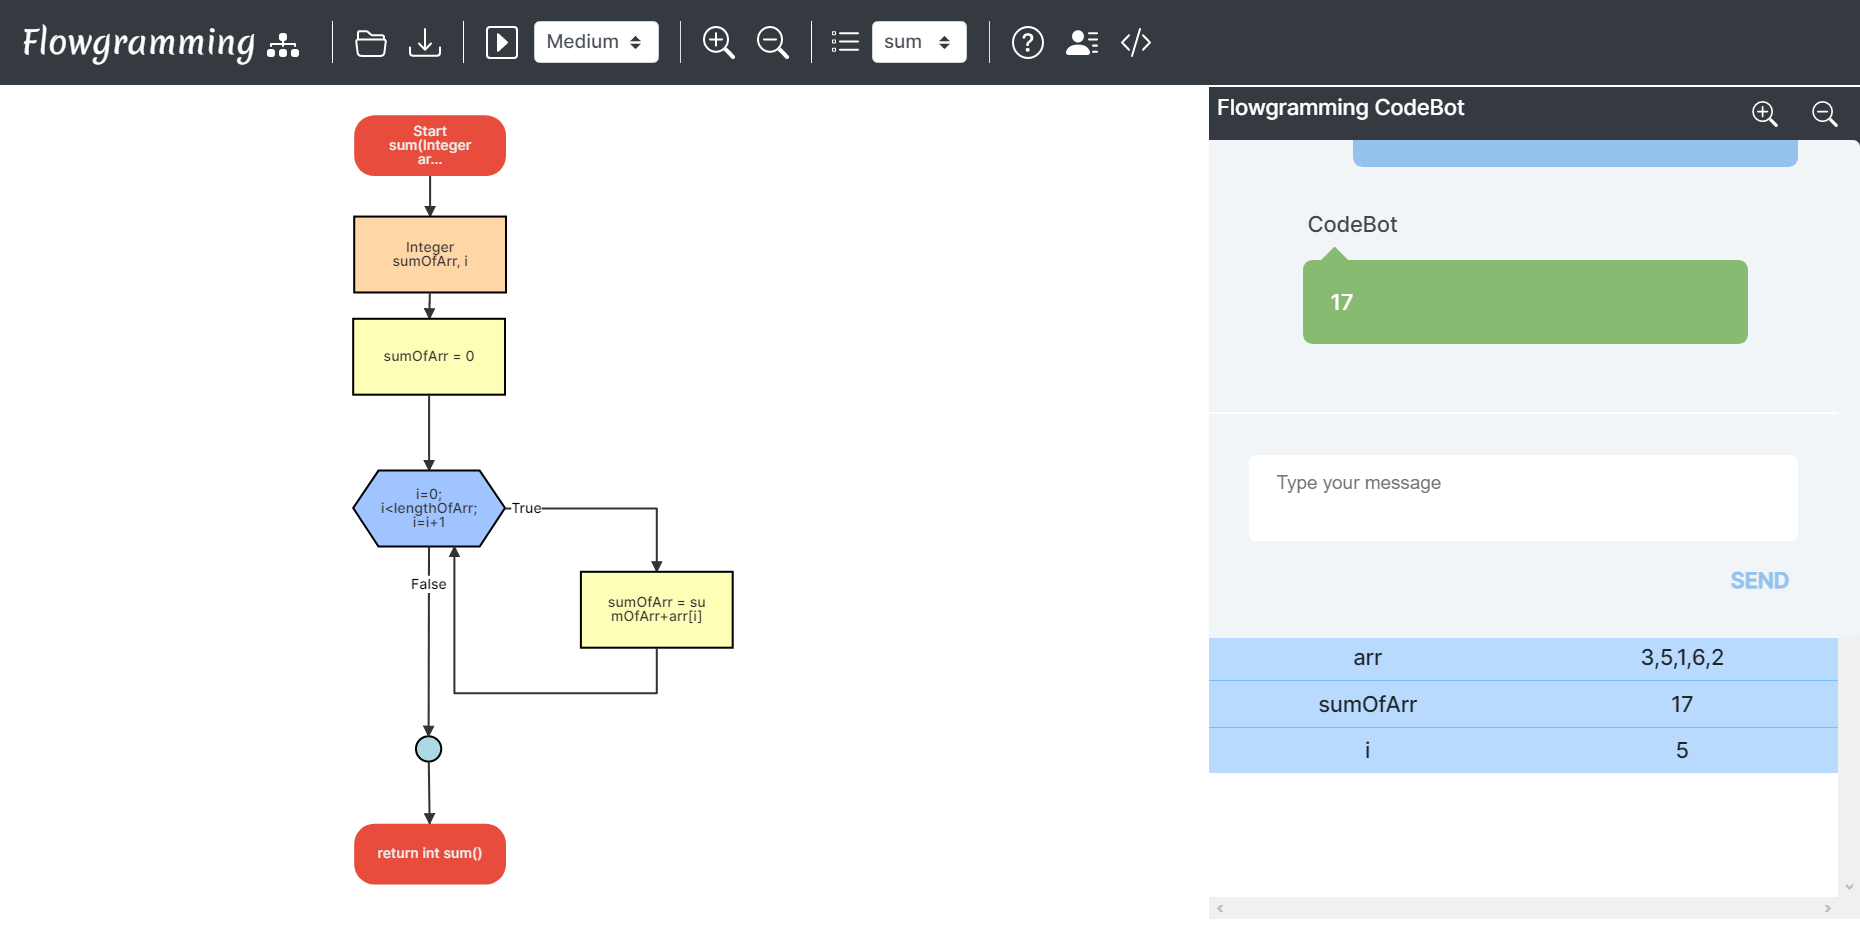 Flowgramming
Medium
sum
Start
sum(Integer
ar...
Integer
sumOfArr, i
sumOfArr = 0
i=0;
i<lengthOfArr;
i=i+1
True
False
sumOfArr = su
mOfArr+arr[i]
return int sum()
Flowgramming CodeBot
CodeBot
17
Type your message
SEND
arr 3,5,1,6,2
sumOfArr 17
i 5